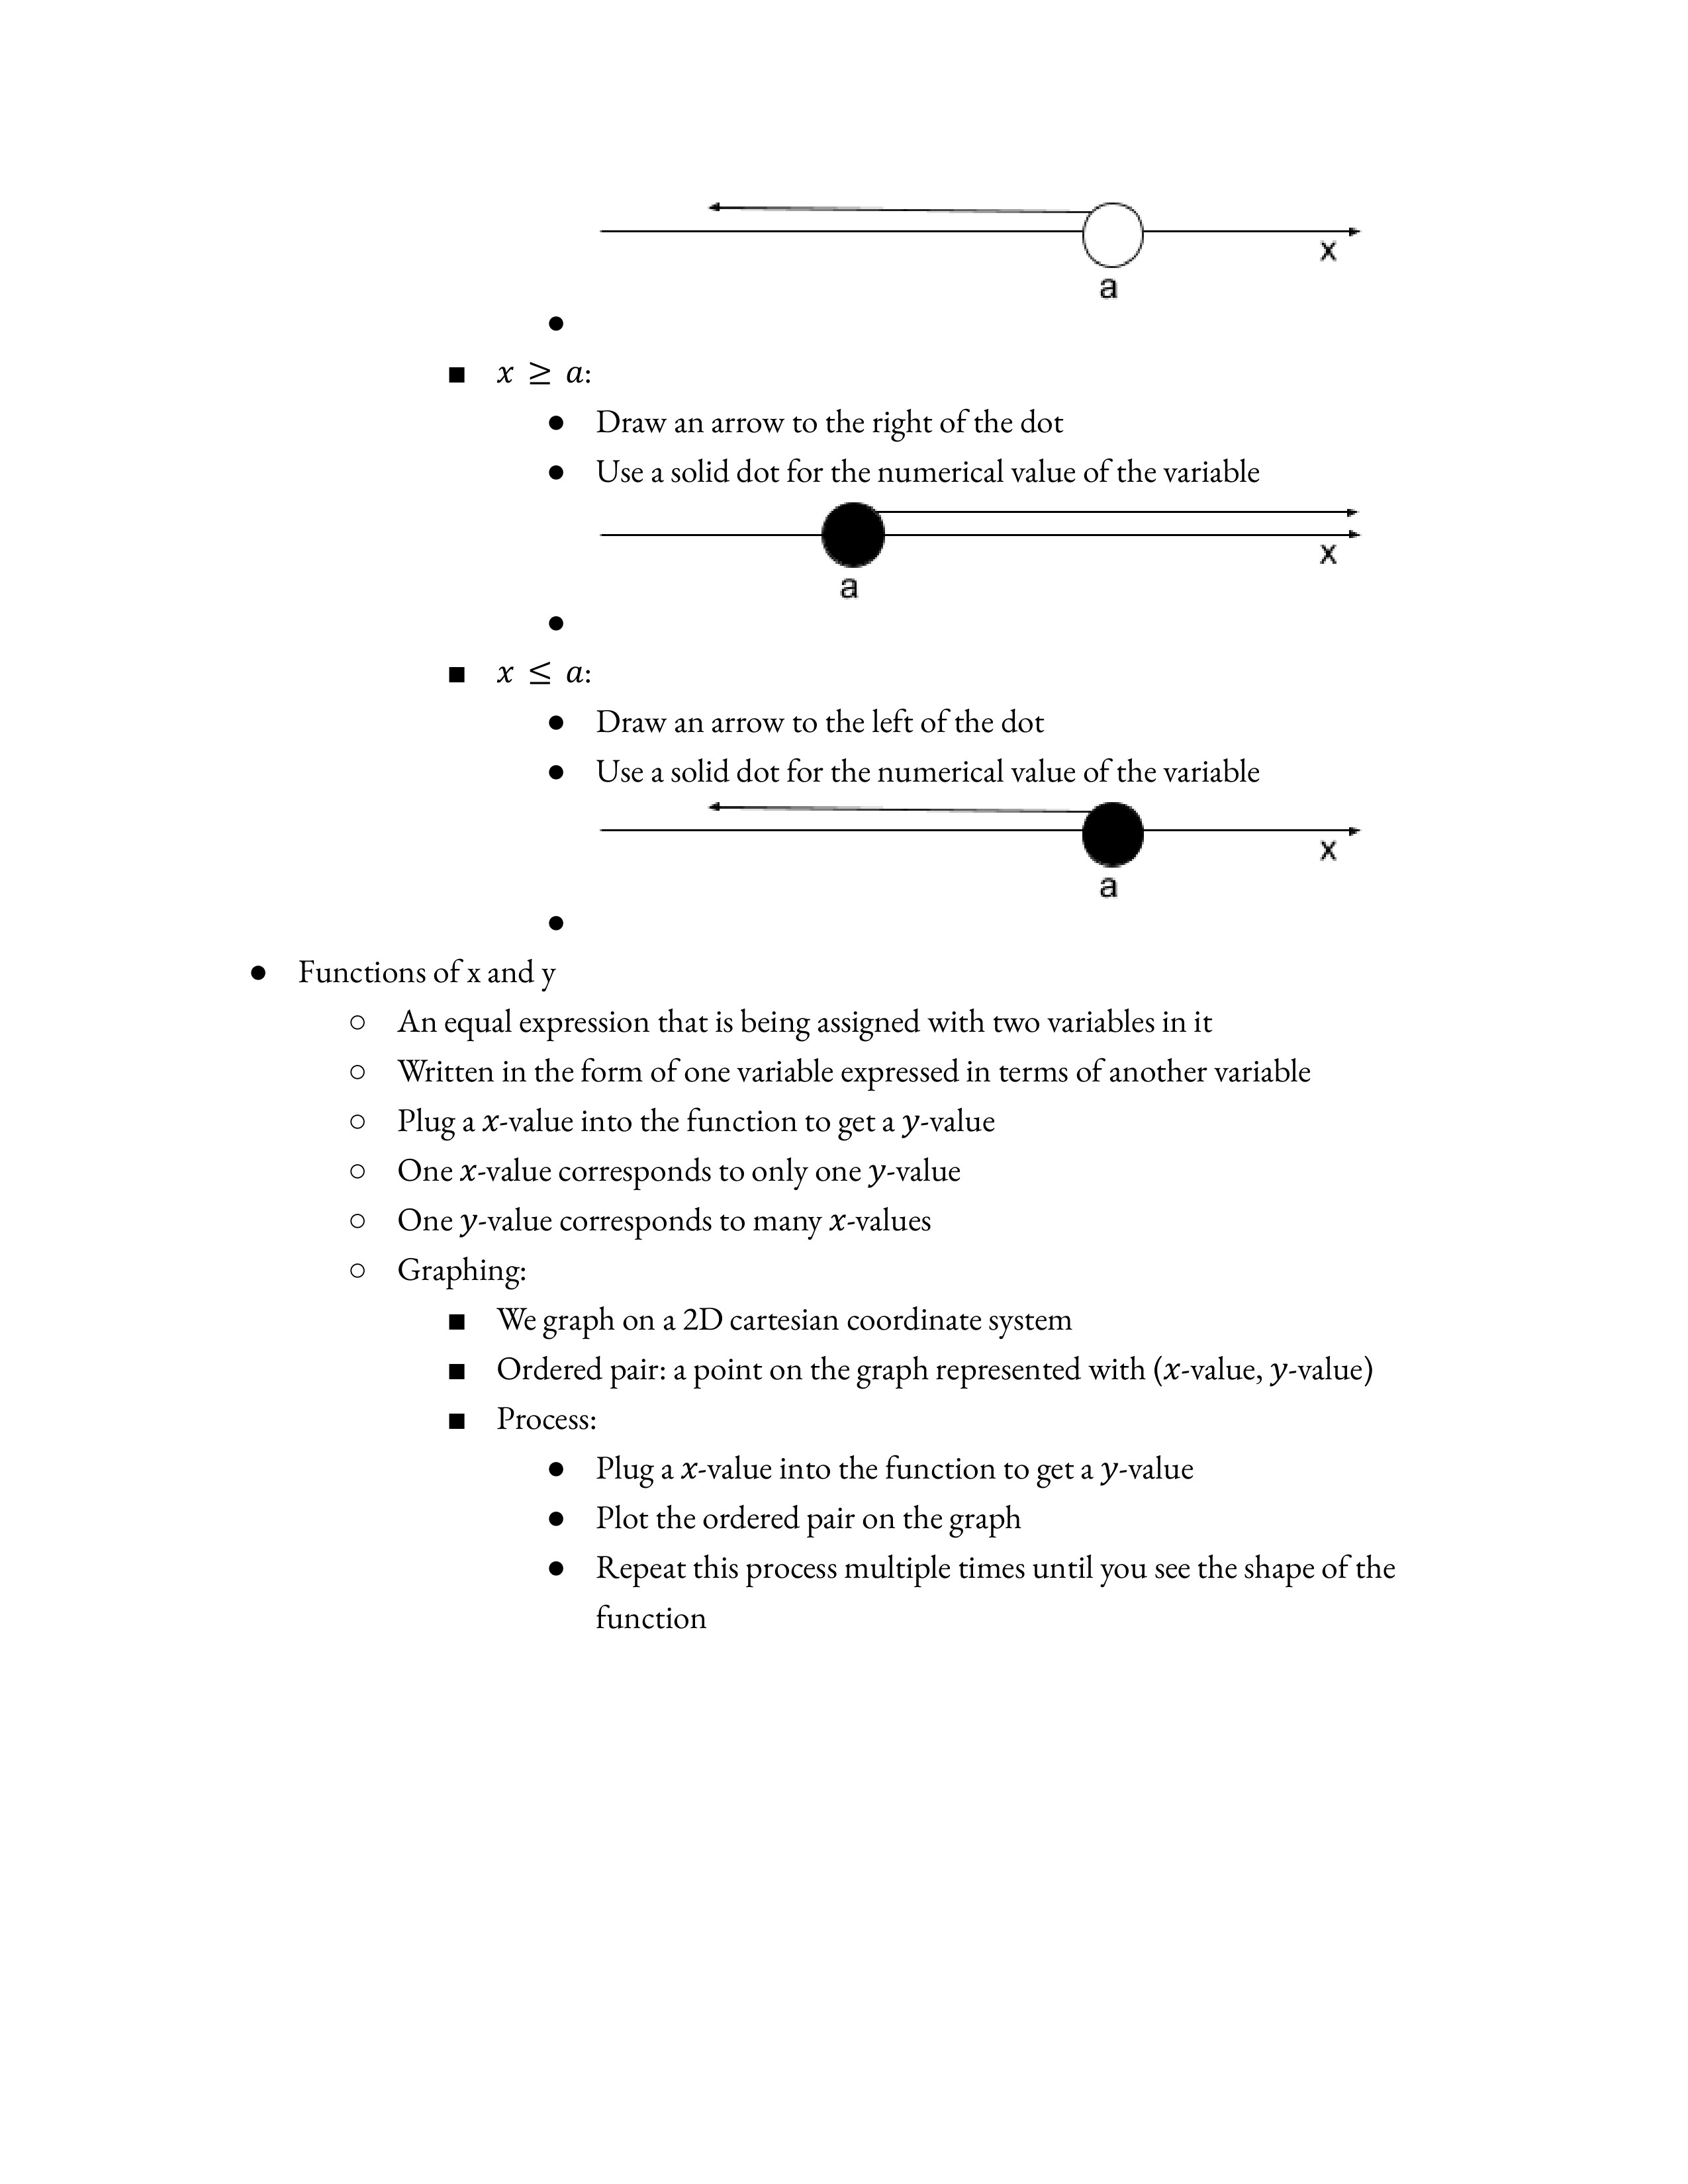 x
a
●
■ x ≥ a:
● Draw an arrow to the right of the dot
● Use a solid dot for the numerical value of the variable
x
a
●
■ x ≤ a:
● Draw an arrow to the left of the dot
● Use a solid dot for the numerical value of the variable
x
a
●
● Functions of x and y
○ An equal expression that is being assigned with two variables in it
○ Written in the form of one variable expressed in terms of another variable
○ Plug a x-value into the function to get a y-value
○ One x-value corresponds to only one y-value
○ One y-value corresponds to many x-values
○ Graphing:
■ We graph on a 2D cartesian coordinate system
■ Ordered pair: a point on the graph represented with (x-value, y-value)
■ Process:
● Plug a x-value into the function to get a y-value
● Plot the ordered pair on the graph
● Repeat this process multiple times until you see the shape of the
function